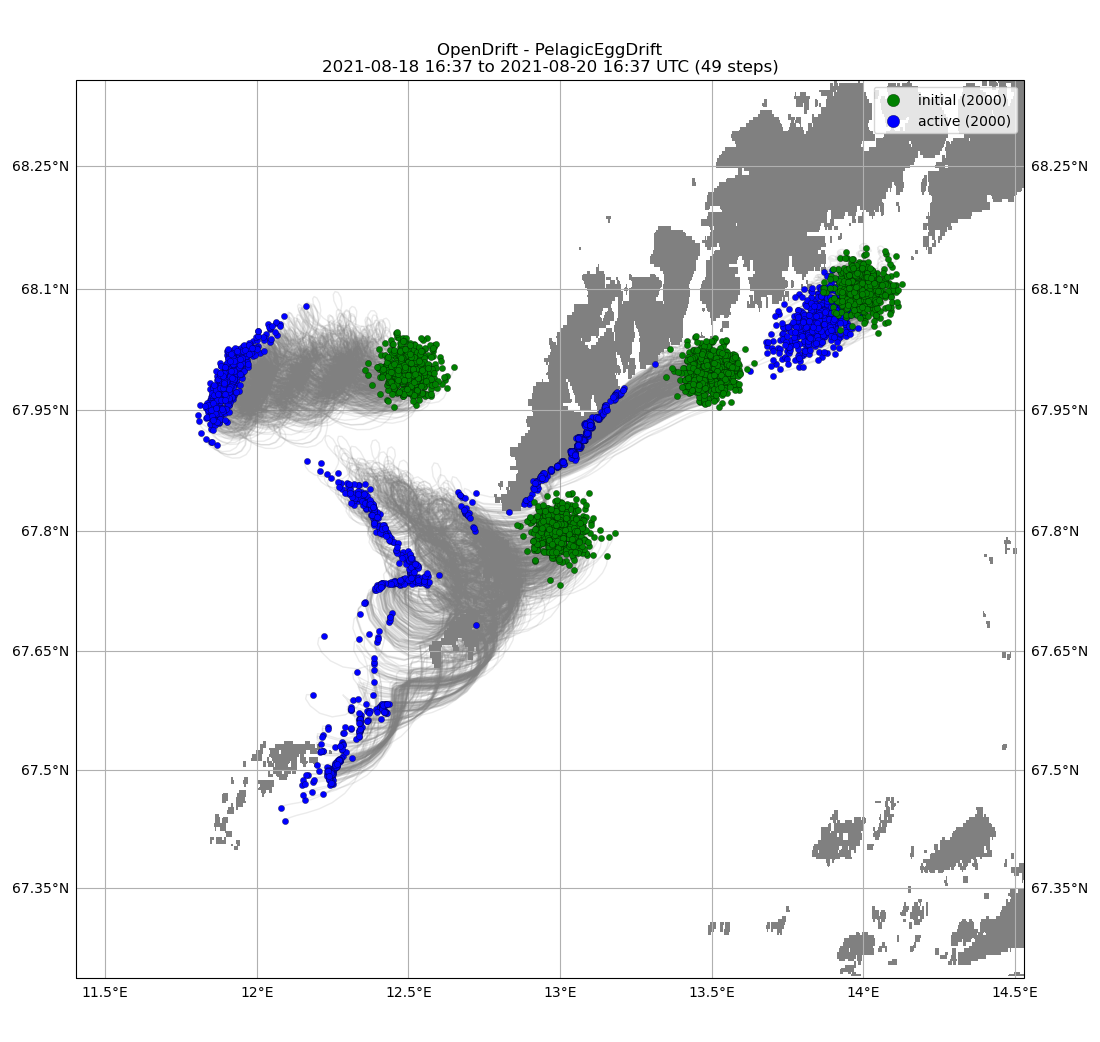 OpenDrift - PelagicEggDrift
2021-08-18 16:37 to 2021-08-20 16:37 UTC (49 steps)
initial (2000)
active (2000)
68.25°N
68.25°N
68.1°N
68.1°N
67.95°N
67.95°N
67.8°N
67.8°N
67.65°N
67.65°N
67.5°N
67.5°N
67.35°N
67.35°N
11.5°E
12°E
12.5°E
13°E
13.5°E
14°E
14.5°E